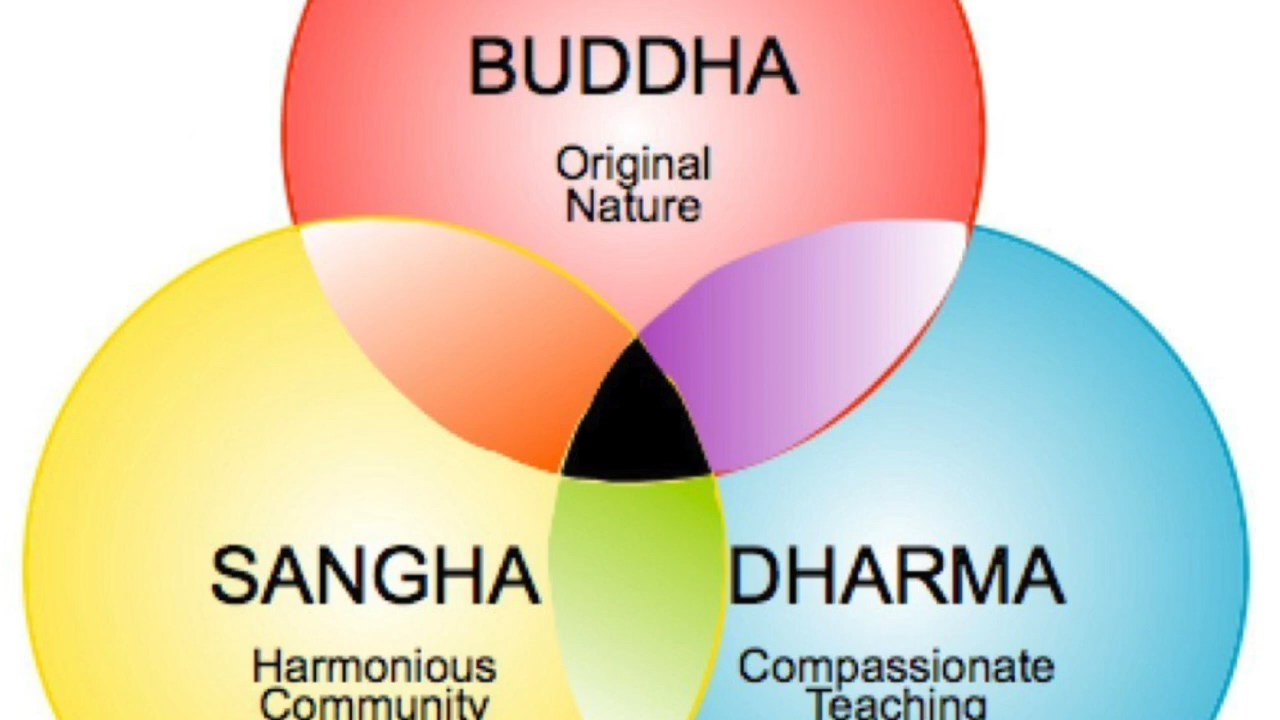 BUDDHA
Original
Nature
SANGHA
DHARMA
Harmonious
Community
Compassionate
Teaching